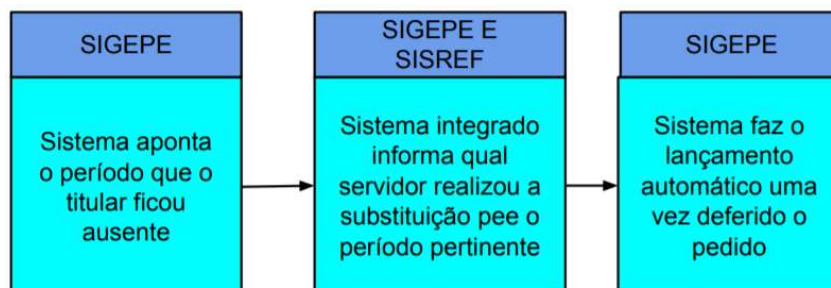 SIGEPE
Sistema aponta
o período que o
titular ficou
ausente
SIGEPE E
SISREF
Sistema integrado
informa qual
servidor realizou a
substituição pee o
período pertinente
SIGEPE
Sistema faz o
lançamento
automático uma
vez deferido o
pedido